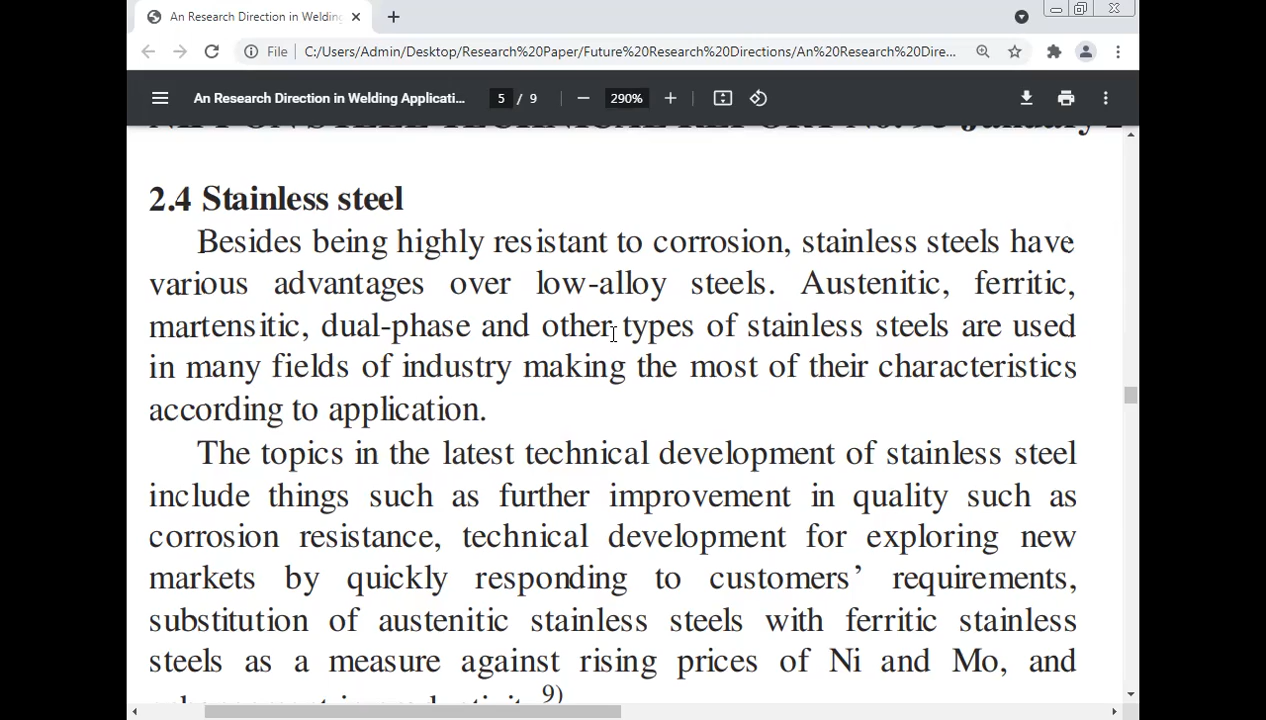 An Research Direction in Welding
File C:/Users/Admin/Desktop/Research%20Paper/Future%20Research%20Directions/An%20Research%20Dire...
An Research Direction in Welding Applicati... 5 / 9 290%
2.4 Stainless steel
Besides being highly resistant to corrosion, stainless steels have
various advantages over low-alloy steels. Austenitic, ferritic,
martensitic, dual-phase and other types of stainless steels are used
in many fields of industry making the most of their characteristics
according to application.
The topics in the latest technical development of stainless steel
include things such as further improvement in quality such as
corrosion resistance, technical development for exploring new
markets by quickly responding to customers’ requirements,
substitution of austenitic stainless steels with ferritic stainless
steels as a measure against rising prices of Ni and Mo, and
9)